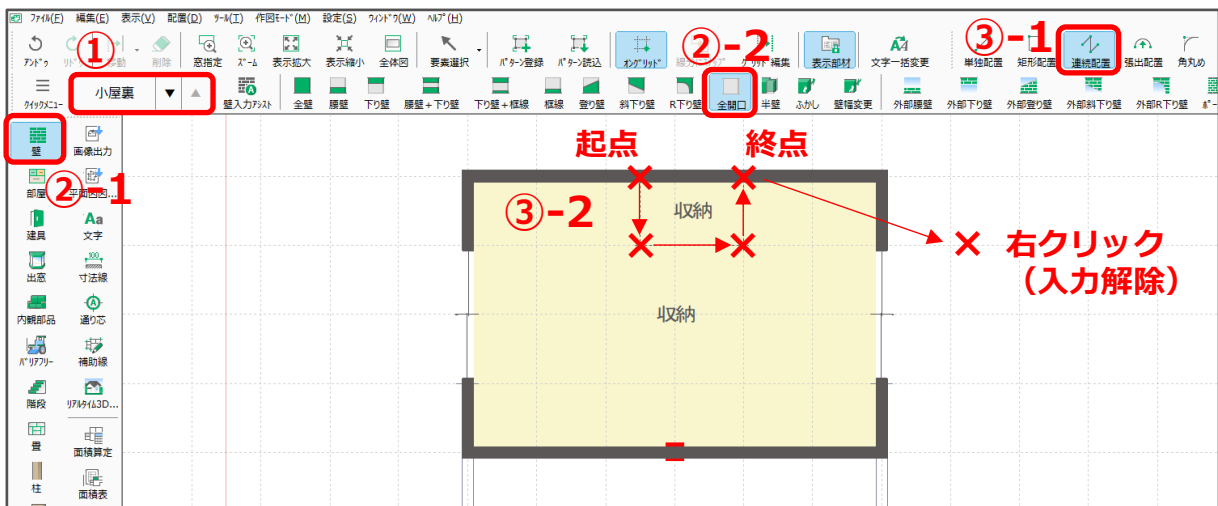 ファイル(F) 編集(E) 表示(V) 配置(D) ツール(T) 作図モード(M) 設定(S) ウィンドウ(W) ヘルプ(H)
① ②-2 ③-1
アンドゥ 削除 窓指定 ズーム 表示拡大 表示縮小 全体図 要素選択 パターン登録 パターン読込 オングリッド 編集 表示部材 文字一括変更 単独配置 矩形配置 連続配置 張出配置 角丸め
クイックメニュー 小屋裏 ▼ ▲ 壁入力アシスト 全壁 腰壁 下り壁 腰壁+下り壁 下り壁+框線 框線 登り壁 斜下り壁 R下り壁 全開口 半壁 ふかし 壁幅変更 外部腰壁 外部下り壁 外部登り壁 外部斜下り壁 外部R下り壁
壁 画像出力
②-1
部屋
建具 文字
出窓 寸法線
内観部品 通り芯
バリアフリー 補助線
階段 リアルタイム3D...
畳 面積算定
柱 面積表
起点 終点
③-2 収納
収納
× 右クリック
(入力解除)